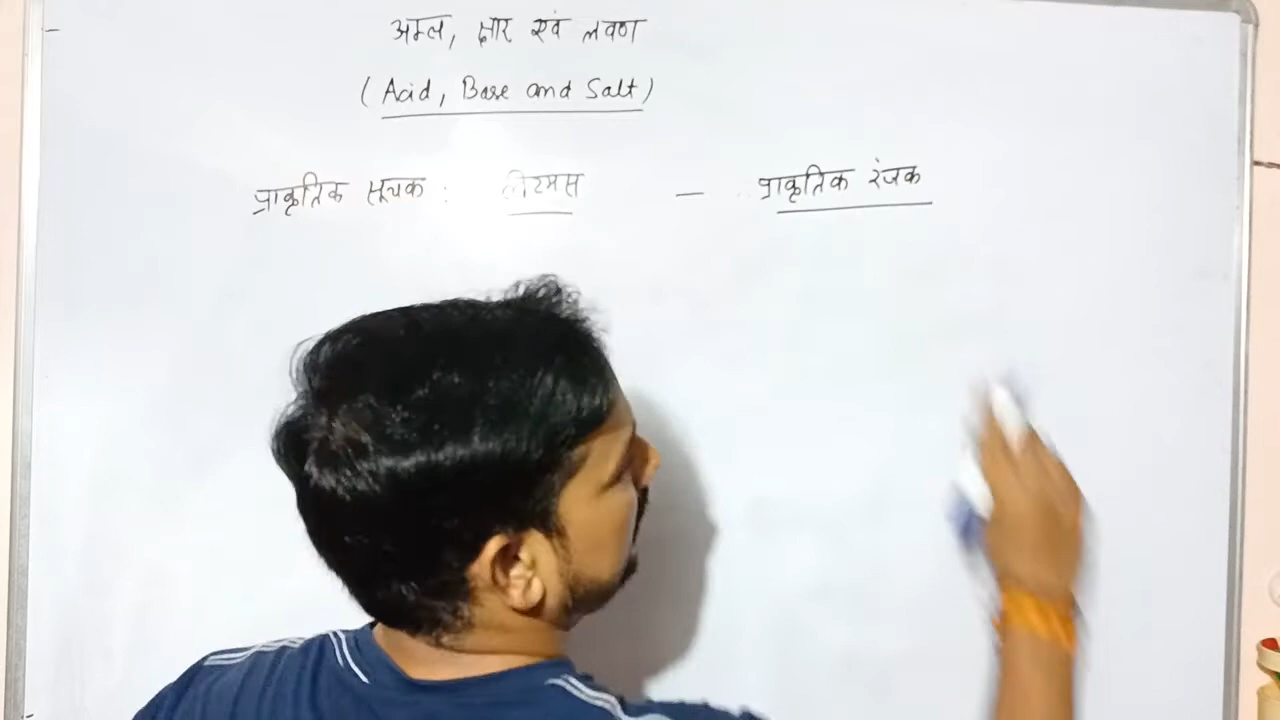 अम्ल, क्षार एवं लवण
(Acid, Base and Salt)
प्राकृतिक सूचक : लिटमस — प्राकृतिक रंजक